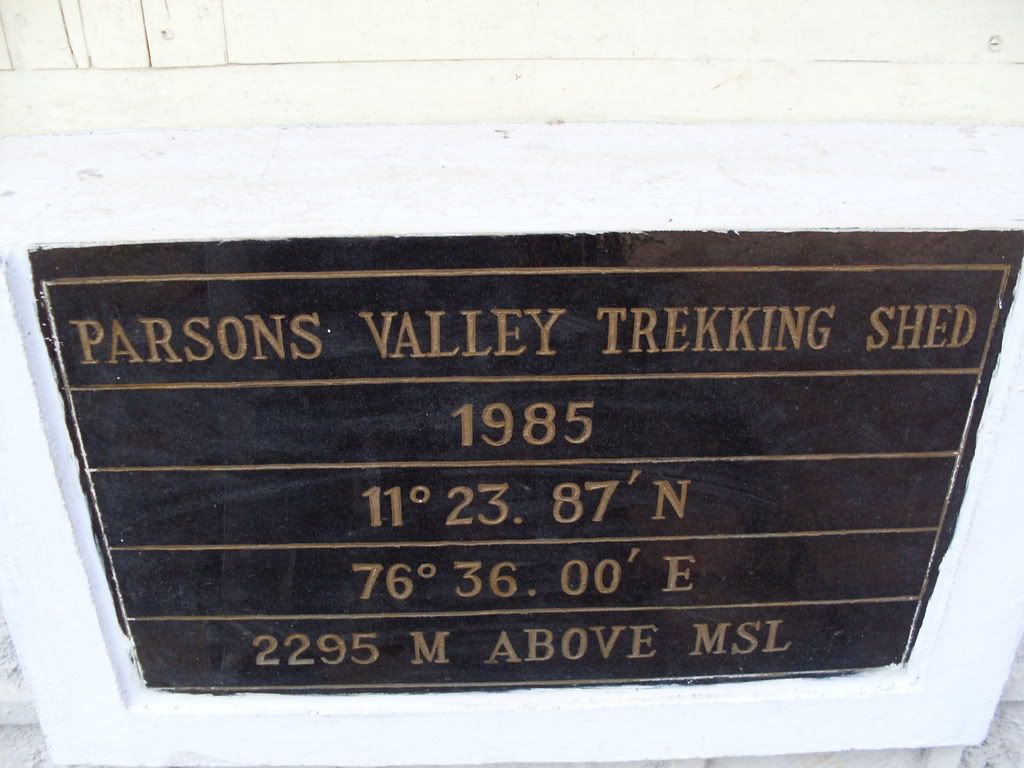 PARSONS VALLEY TREKKING SHED
1985
11° 23. 87' N
76° 36. 00' E
2295 M ABOVE MSL